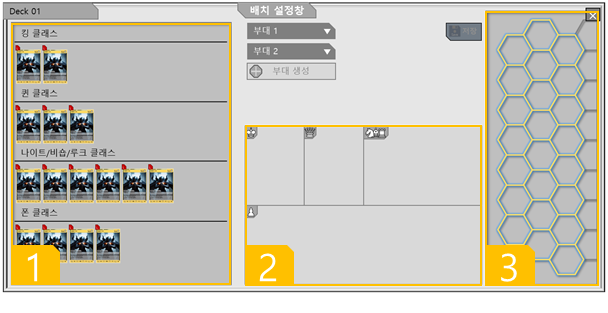 Deck 01
배치 설정창
킹 클래스
부대 1
부대 2
부대 생성
퀸 클래스
나이트/비숍/루크 클래스
폰 클래스
1
2
3